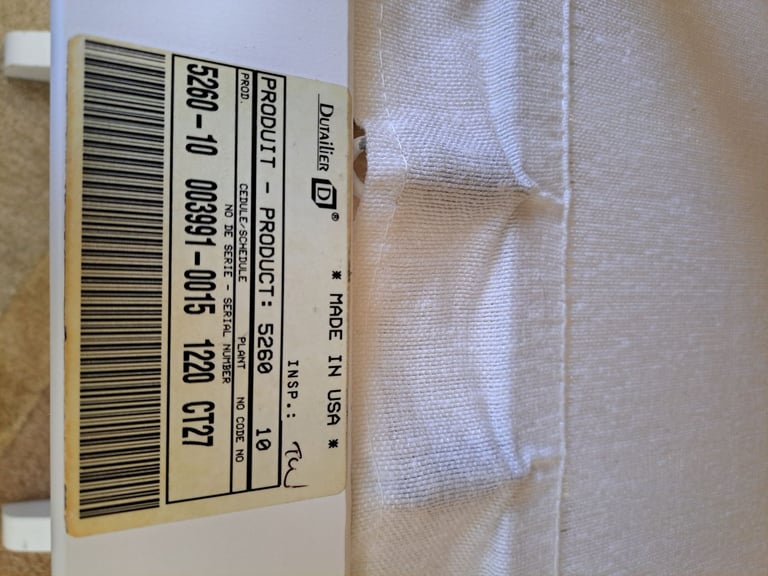 Dutailier D®
* MADE IN USA *
INSP.: TW
PRODUIT - PRODUCT: 5260 10
PROD. CEDULE/SCHEDULE PLANT NO CODE NO
NO DE SERIE - SERIAL NUMBER
5260-10 003991-0015 1220 CT27